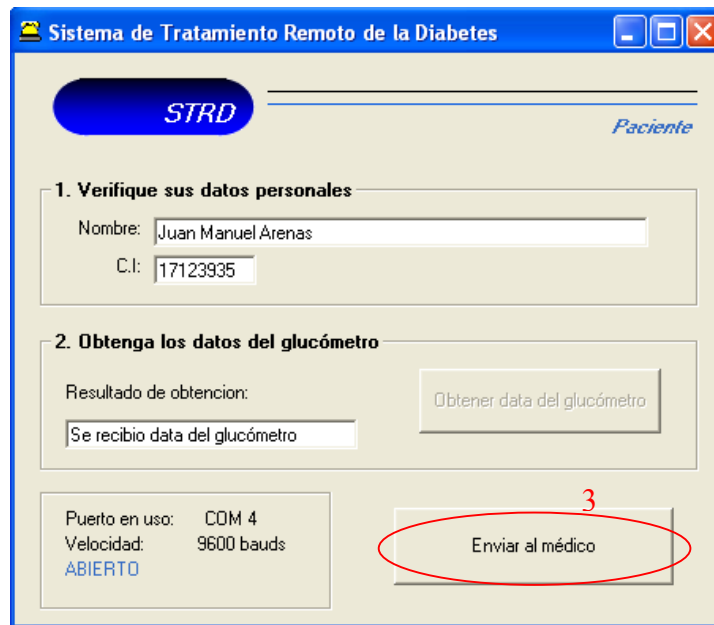 Sistema de Tratamiento Remoto de la Diabetes
STRD
Paciente
1. Verifique sus datos personales
Nombre: Juan Manuel Arenas
C.I: 17123935
2. Obtenga los datos del glucómetro
Resultado de obtencion:
Obtener data del glucómetro
Se recibio data del glucómetro
3
Puerto en uso: COM 4
Velocidad: 9600 bauds
ABIERTO
Enviar al médico